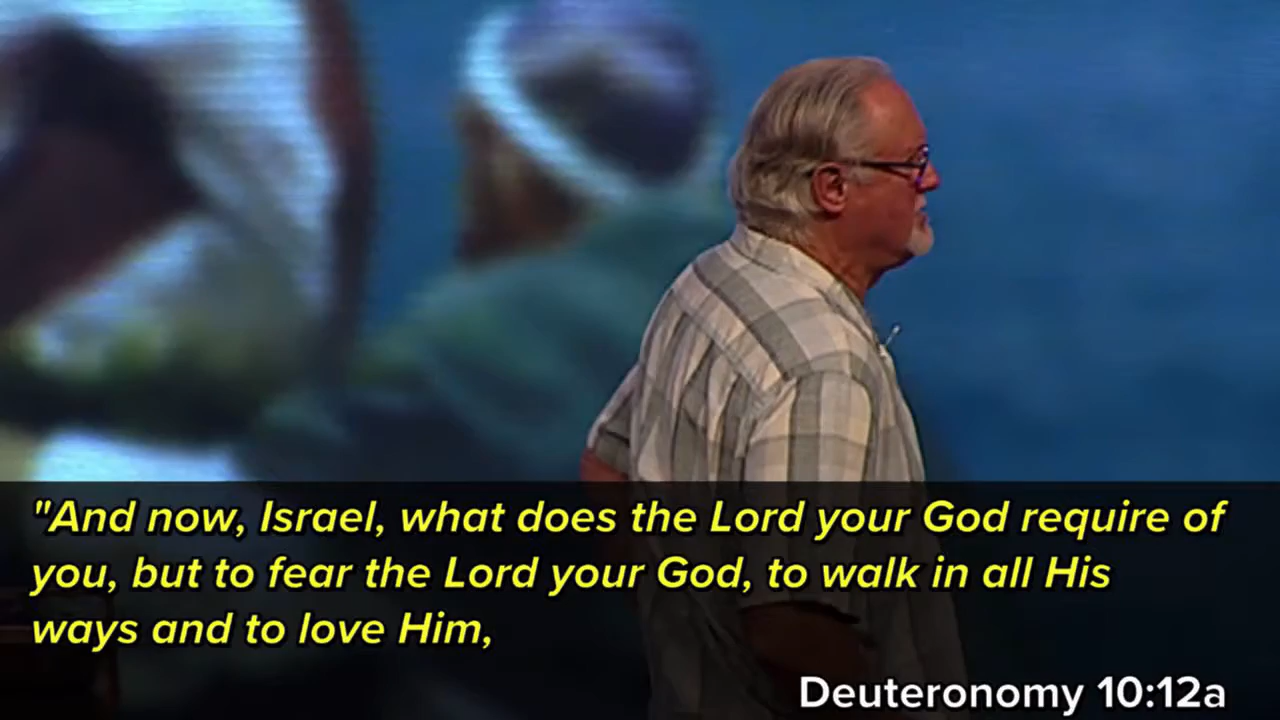 "And now, Israel, what does the Lord your God require of
you, but to fear the Lord your God, to walk in all His
ways and to love Him,
Deuteronomy 10:12a